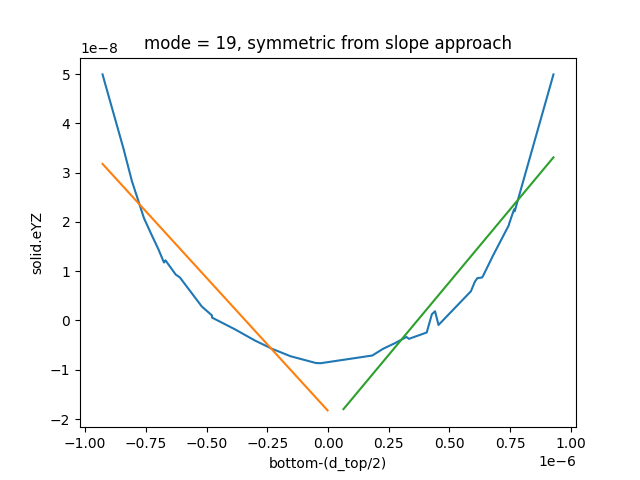 mode = 19, symmetric from slope approach
1e−8
5
4
3
2
1
0
−1
−2
solid.eYZ
−1.00 −0.75 −0.50 −0.25 0.00 0.25 0.50 0.75 1.00
bottom-(d_top/2)
1e−6